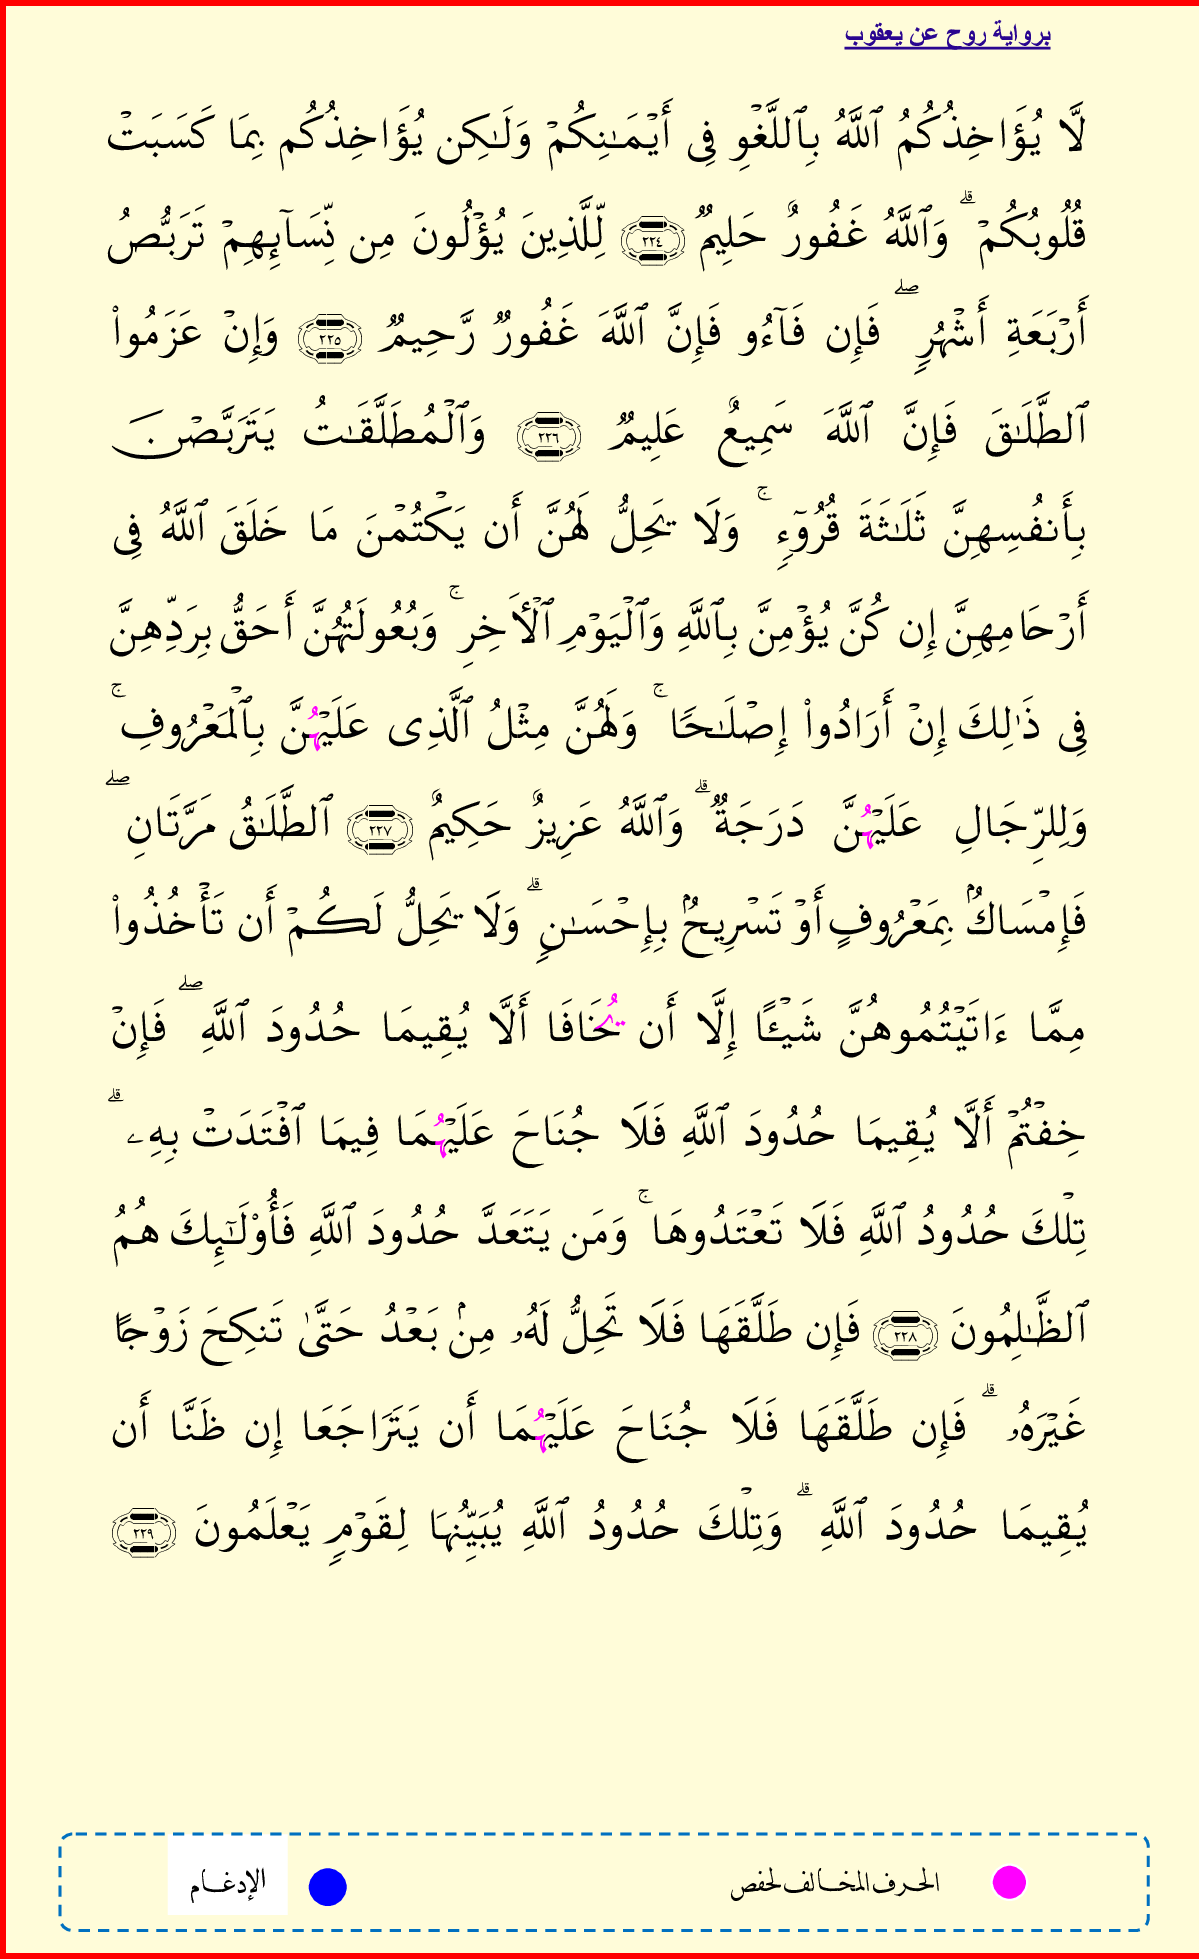 برواية روح عن يعقوب
لَّا يُؤَاخِذُكُمُ ٱللَّهُ بِٱللَّغۡوِ فِى أَيۡمَـٰنِكُمۡ وَلَـٰكِن يُؤَاخِذُكُم بِمَا كَسَبَتۡ
قُلُوبُكُمۡ ۗ وَٱللَّهُ غَفُورٌ حَلِيمٌ ٢٢٤ لِّلَّذِينَ يُؤۡلُونَ مِن نِّسَآئِهِمۡ تَرَبُّصُ
أَرۡبَعَةِ أَشۡهُرٍ ۖ فَإِن فَآءُو فَإِنَّ ٱللَّهَ غَفُورٌ رَّحِيمٌ ٢٢٥ وَإِنۡ عَزَمُوا۟
ٱلطَّلَـٰقَ فَإِنَّ ٱللَّهَ سَمِيعٌ عَلِيمٌ ٢٢٦ وَٱلۡمُطَلَّقَـٰتُ يَتَرَبَّصۡنَ
بِأَنفُسِهِنَّ ثَلَـٰثَةَ قُرُوٓءٍ ۚ وَلَا يَحِلُّ لَهُنَّ أَن يَكۡتُمۡنَ مَا خَلَقَ ٱللَّهُ فِى
أَرۡحَامِهِنَّ إِن كُنَّ يُؤۡمِنَّ بِٱللَّهِ وَٱلۡيَوۡمِ ٱلۡأَخِرِ ۚ وَبُعُولَتُهُنَّ أَحَقُّ بِرَدِّهِنَّ
فِى ذَٰلِكَ إِنۡ أَرَادُوا۟ إِصۡلَـٰحًا ۚ وَلَهُنَّ مِثۡلُ ٱلَّذِى عَلَيۡهُنَّ بِٱلۡمَعۡرُوفِ ۚ
وَلِلرِّجَالِ عَلَيۡهُنَّ دَرَجَةٌ ۗ وَٱللَّهُ عَزِيزٌ حَكِيمٌ ٢٢٧ ٱلطَّلَـٰقُ مَرَّتَانِ ۖ
فَإِمۡسَاكُۢ بِمَعۡرُوفٍ أَوۡ تَسۡرِيحُۢ بِإِحۡسَـٰنٍ ۗ وَلَا يَحِلُّ لَكُمۡ أَن تَأۡخُذُوا۟
مِمَّا ءَاتَيۡتُمُوهُنَّ شَيۡـًٔا إِلَّا أَن يُخَافَا أَلَّا يُقِيمَا حُدُودَ ٱللَّهِ ۖ فَإِنۡ
خِفۡتُمۡ أَلَّا يُقِيمَا حُدُودَ ٱللَّهِ فَلَا جُنَاحَ عَلَيۡهُمَا فِيمَا ٱفۡتَدَتۡ بِهِۦ ۗ
تِلۡكَ حُدُودُ ٱللَّهِ فَلَا تَعۡتَدُوهَا ۚ وَمَن يَتَعَدَّ حُدُودَ ٱللَّهِ فَأُو۟لَـٰٓئِكَ هُمُ
ٱلظَّـٰلِمُونَ ٢٢٨ فَإِن طَلَّقَهَا فَلَا تَحِلُّ لَهُۥ مِنۢ بَعۡدُ حَتَّىٰ تَنكِحَ زَوۡجًا
غَيۡرَهُۥ ۗ فَإِن طَلَّقَهَا فَلَا جُنَاحَ عَلَيۡهُمَا أَن يَتَرَاجَعَا إِن ظَنَّا أَن
يُقِيمَا حُدُودَ ٱللَّهِ ۗ وَتِلۡكَ حُدُودُ ٱللَّهِ يُبَيِّنُهَا لِقَوۡمٍ يَعۡلَمُونَ ٢٢٩
الحرف المخالف لحفص الإدغام